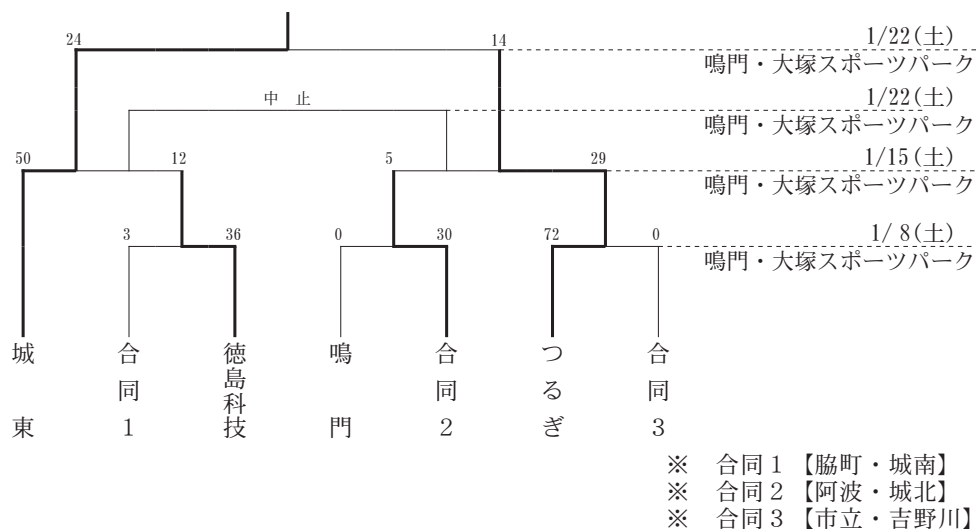 24 14 1/22(土)
鳴門・大塚スポーツパーク
中 止 1/22(土)
鳴門・大塚スポーツパーク
50 12 5 29 1/15(土)
鳴門・大塚スポーツパーク
3 36 0 30 72 0 1/ 8(土)
鳴門・大塚スポーツパーク
城東
合同1
徳島科技
鳴門
合同2
つるぎ
合同3
※ 合同1【脇町・城南】
※ 合同2【阿波・城北】
※ 合同3【市立・吉野川】